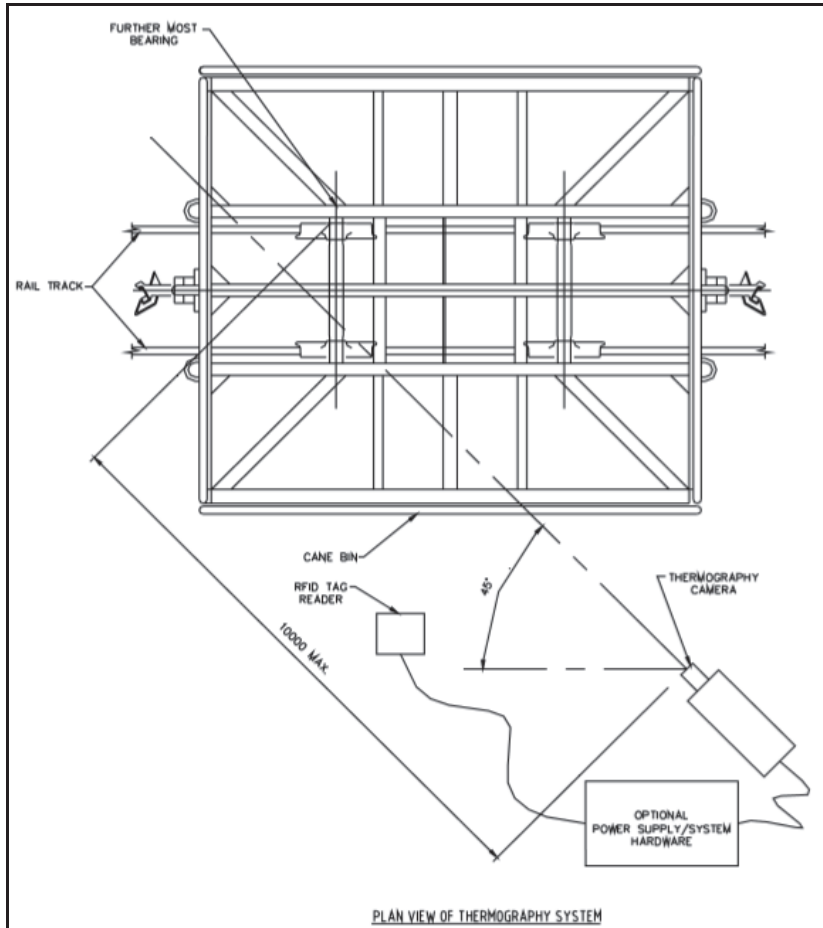 FURTHER MOST
BEARING
RAIL TRACK
CANE BIN
RFID TAG
READER
45°
THERMOGRAPHY
CAMERA
10000 MAX.
OPTIONAL
POWER SUPPLY/SYSTEM
HARDWARE
PLAN VIEW OF THERMOGRAPHY SYSTEM